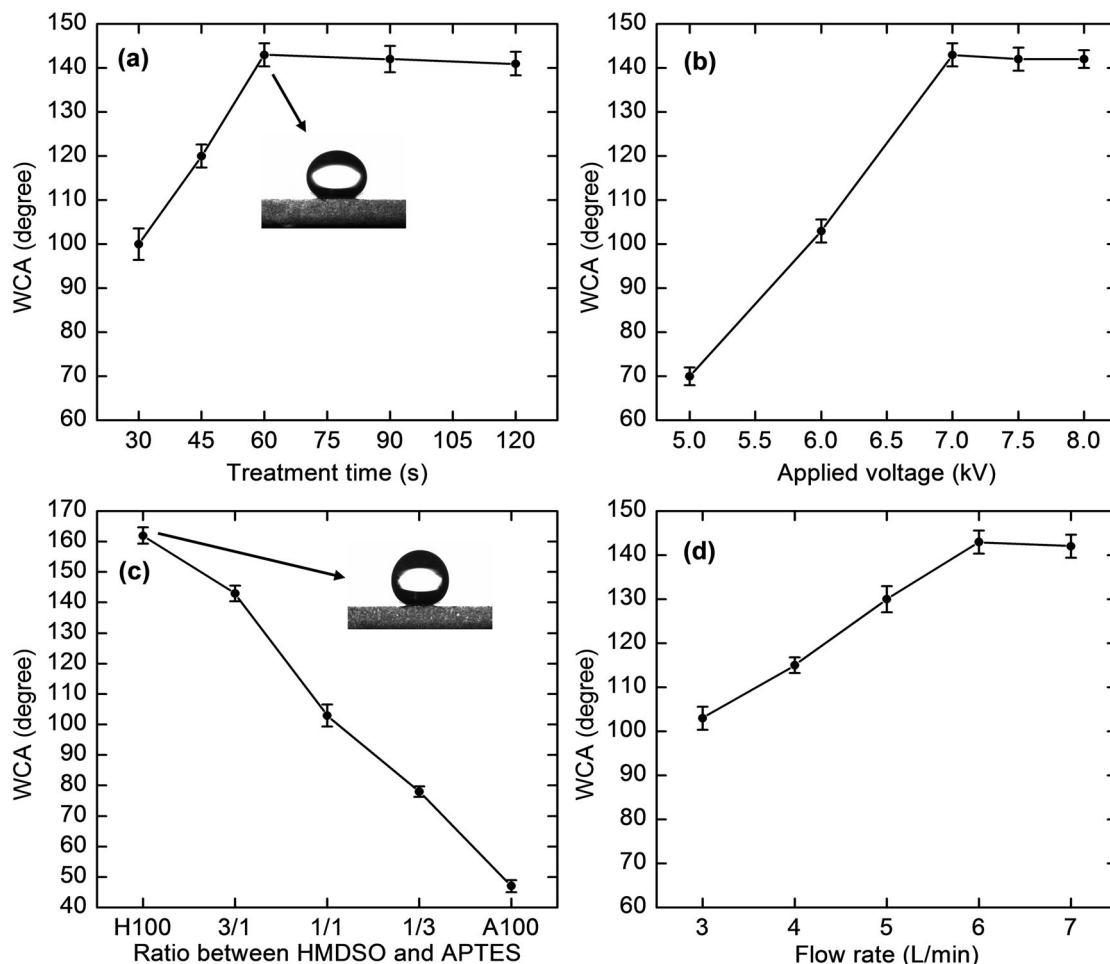 (a)
WCA (degree)
150
140
130
120
110
100
90
80
70
60
30 45 60 75 90 105 120
Treatment time (s)
(b)
WCA (degree)
150
140
130
120
110
100
90
80
70
60
5.0 5.5 6.0 6.5 7.0 7.5 8.0
Applied voltage (kV)
(c)
WCA (degree)
170
160
150
140
130
120
110
100
90
80
70
60
50
40
H100 3/1 1/1 1/3 A100
Ratio between HMDSO and APTES
(d)
WCA (degree)
150
140
130
120
110
100
90
80
70
60
3 4 5 6 7
Flow rate (L/min)